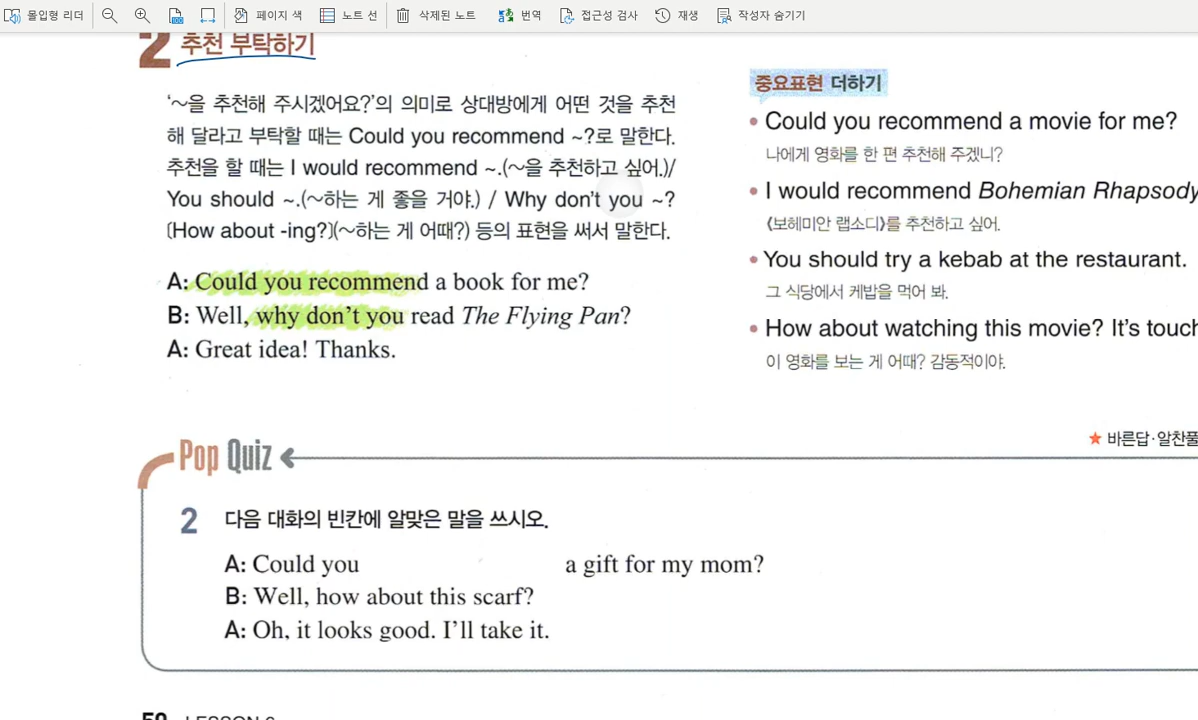 몰입형 리더
페이지 색
노트 선
삭제된 노트
번역
접근성 검사
재생
작성자 숨기기
2 추천 부탁하기
'~을 추천해 주시겠어요?'의 의미로 상대방에게 어떤 것을 추천
해 달라고 부탁할 때는 Could you recommend ~?로 말한다.
추천을 할 때는 I would recommend ~.(~을 추천하고 싶어.)/
You should ~.(~하는 게 좋을 거야.) / Why don't you ~?
(How about -ing?)(~하는 게 어때?) 등의 표현을 써서 말한다.
A: Could you recommend a book for me?
B: Well, why don't you read The Flying Pan?
A: Great idea! Thanks.
중요표현 더하기
• Could you recommend a movie for me?
나에게 영화를 한 편 추천해 주겠니?
• I would recommend Bohemian Rhapsody
《보헤미안 랩소디》를 추천하고 싶어.
• You should try a kebab at the restaurant.
그 식당에서 케밥을 먹어 봐.
• How about watching this movie? It's touch
이 영화를 보는 게 어때? 감동적이야.
★ 바른답·알찬풀
Pop Quiz
2 다음 대화의 빈칸에 알맞은 말을 쓰시오.
A: Could you a gift for my mom?
B: Well, how about this scarf?
A: Oh, it looks good. I'll take it.